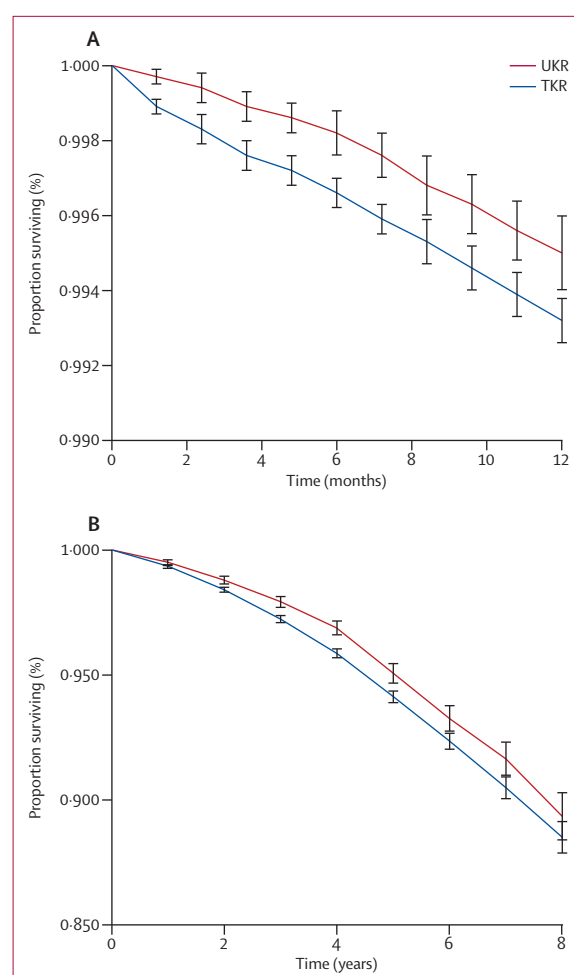 A
UKR
TKR
1·000
0·998
0·996
0·994
0·992
0·990
Proportion surviving (%)
0 2 4 6 8 10 12
Time (months)
B
1·000
0·950
0·900
0·850
Proportion surviving (%)
0 2 4 6 8
Time (years)